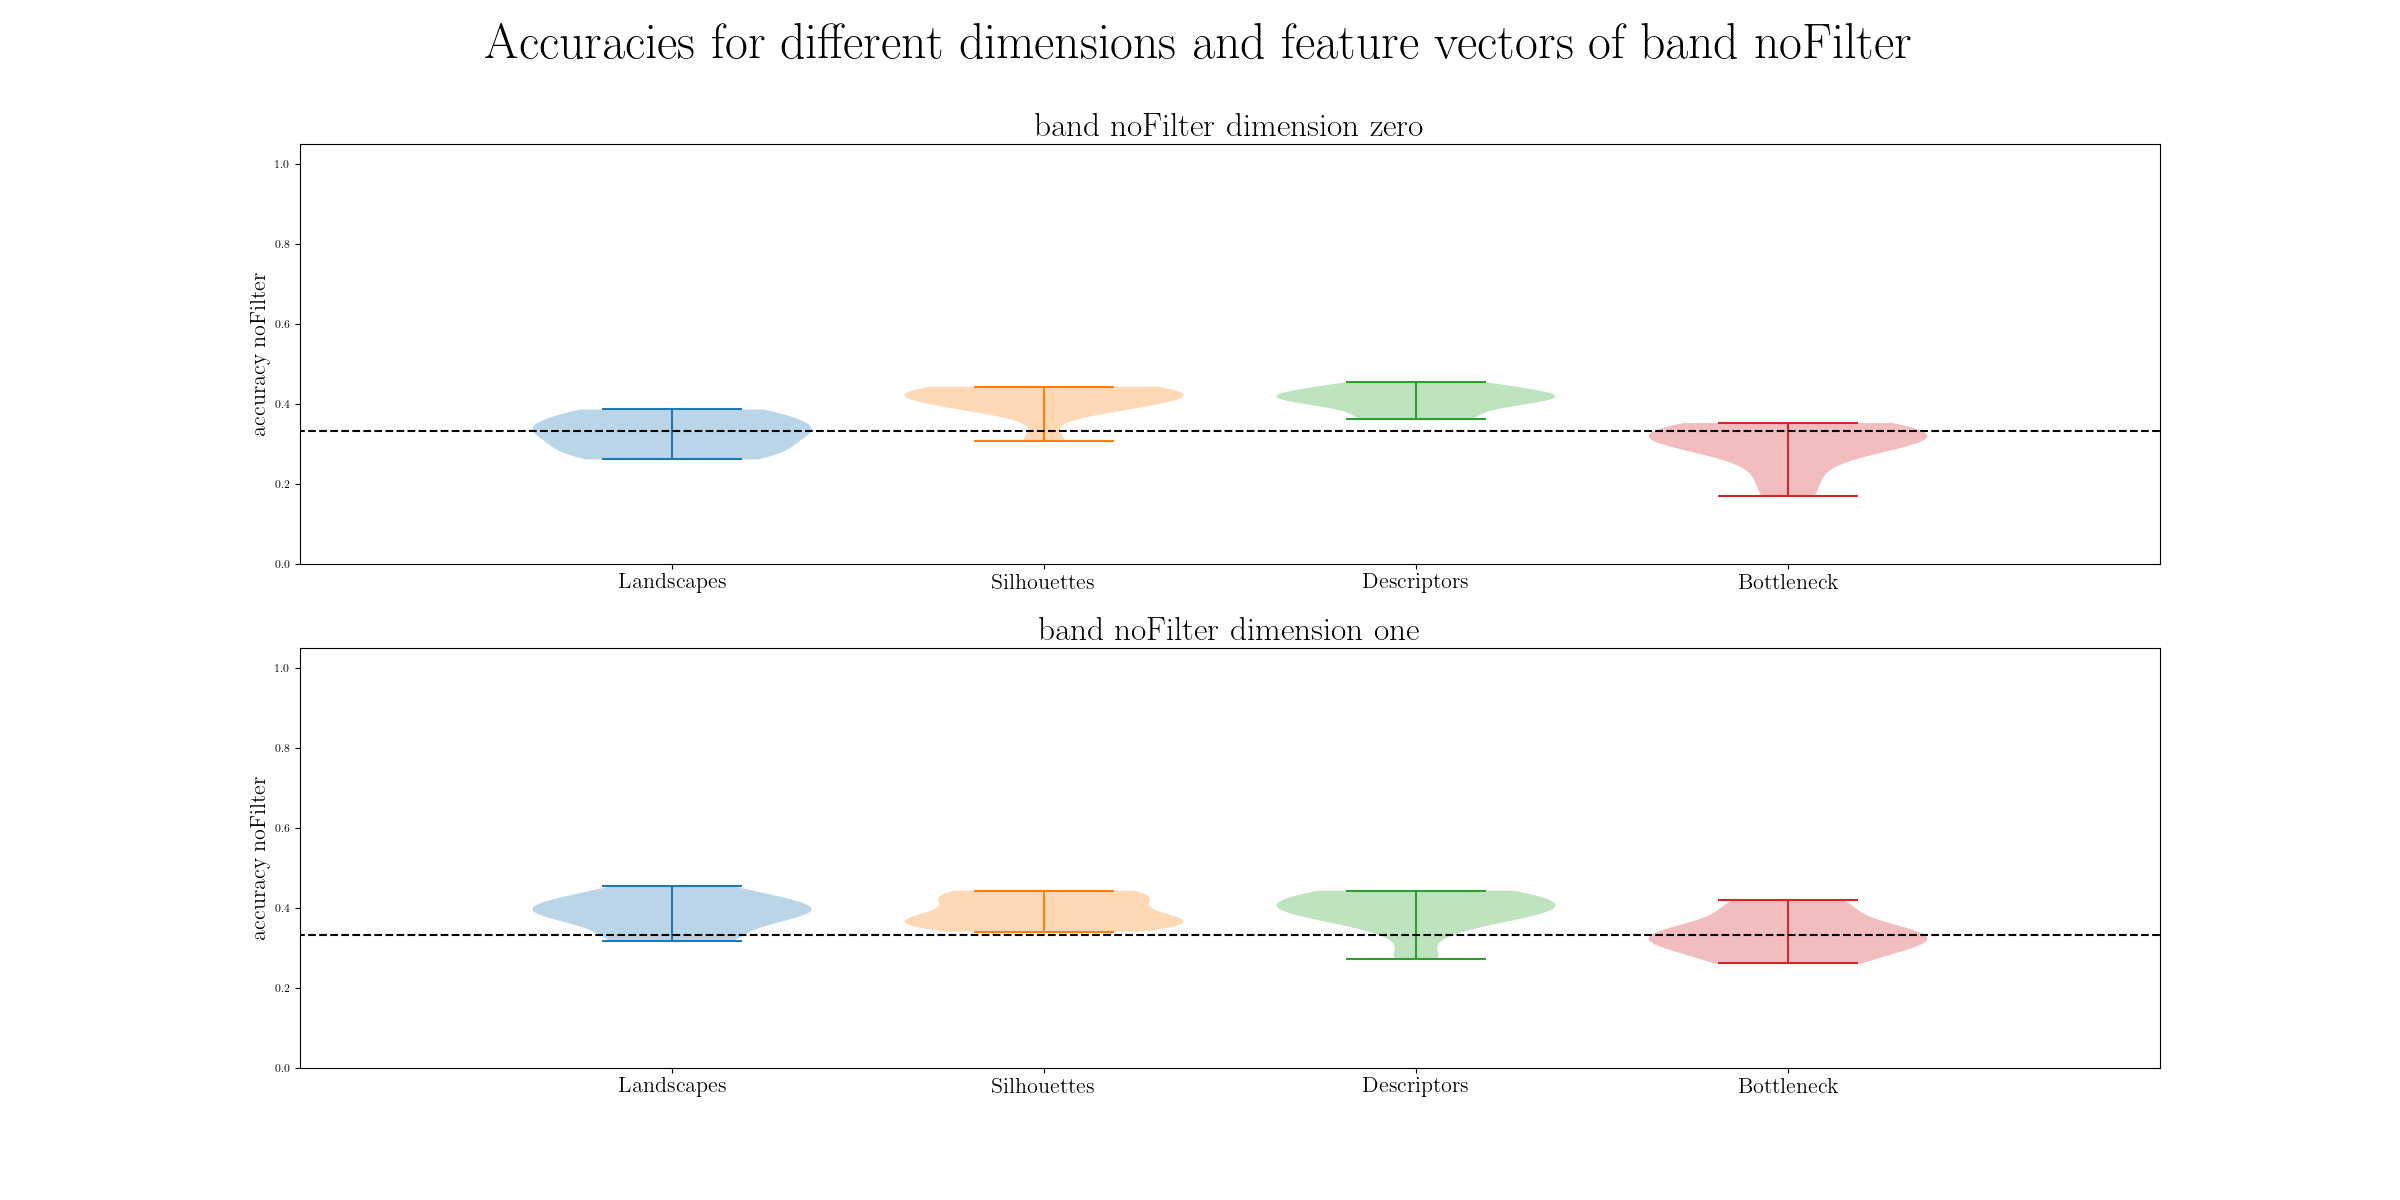 Accuracies for different dimensions and feature vectors of band noFilter
band noFilter dimension zero
accuracy noFilter
1.0
0.8
0.6
0.4
0.2
0.0
Landscapes
Silhouettes
Descriptors
Bottleneck
band noFilter dimension one
accuracy noFilter
1.0
0.8
0.6
0.4
0.2
0.0
Landscapes
Silhouettes
Descriptors
Bottleneck